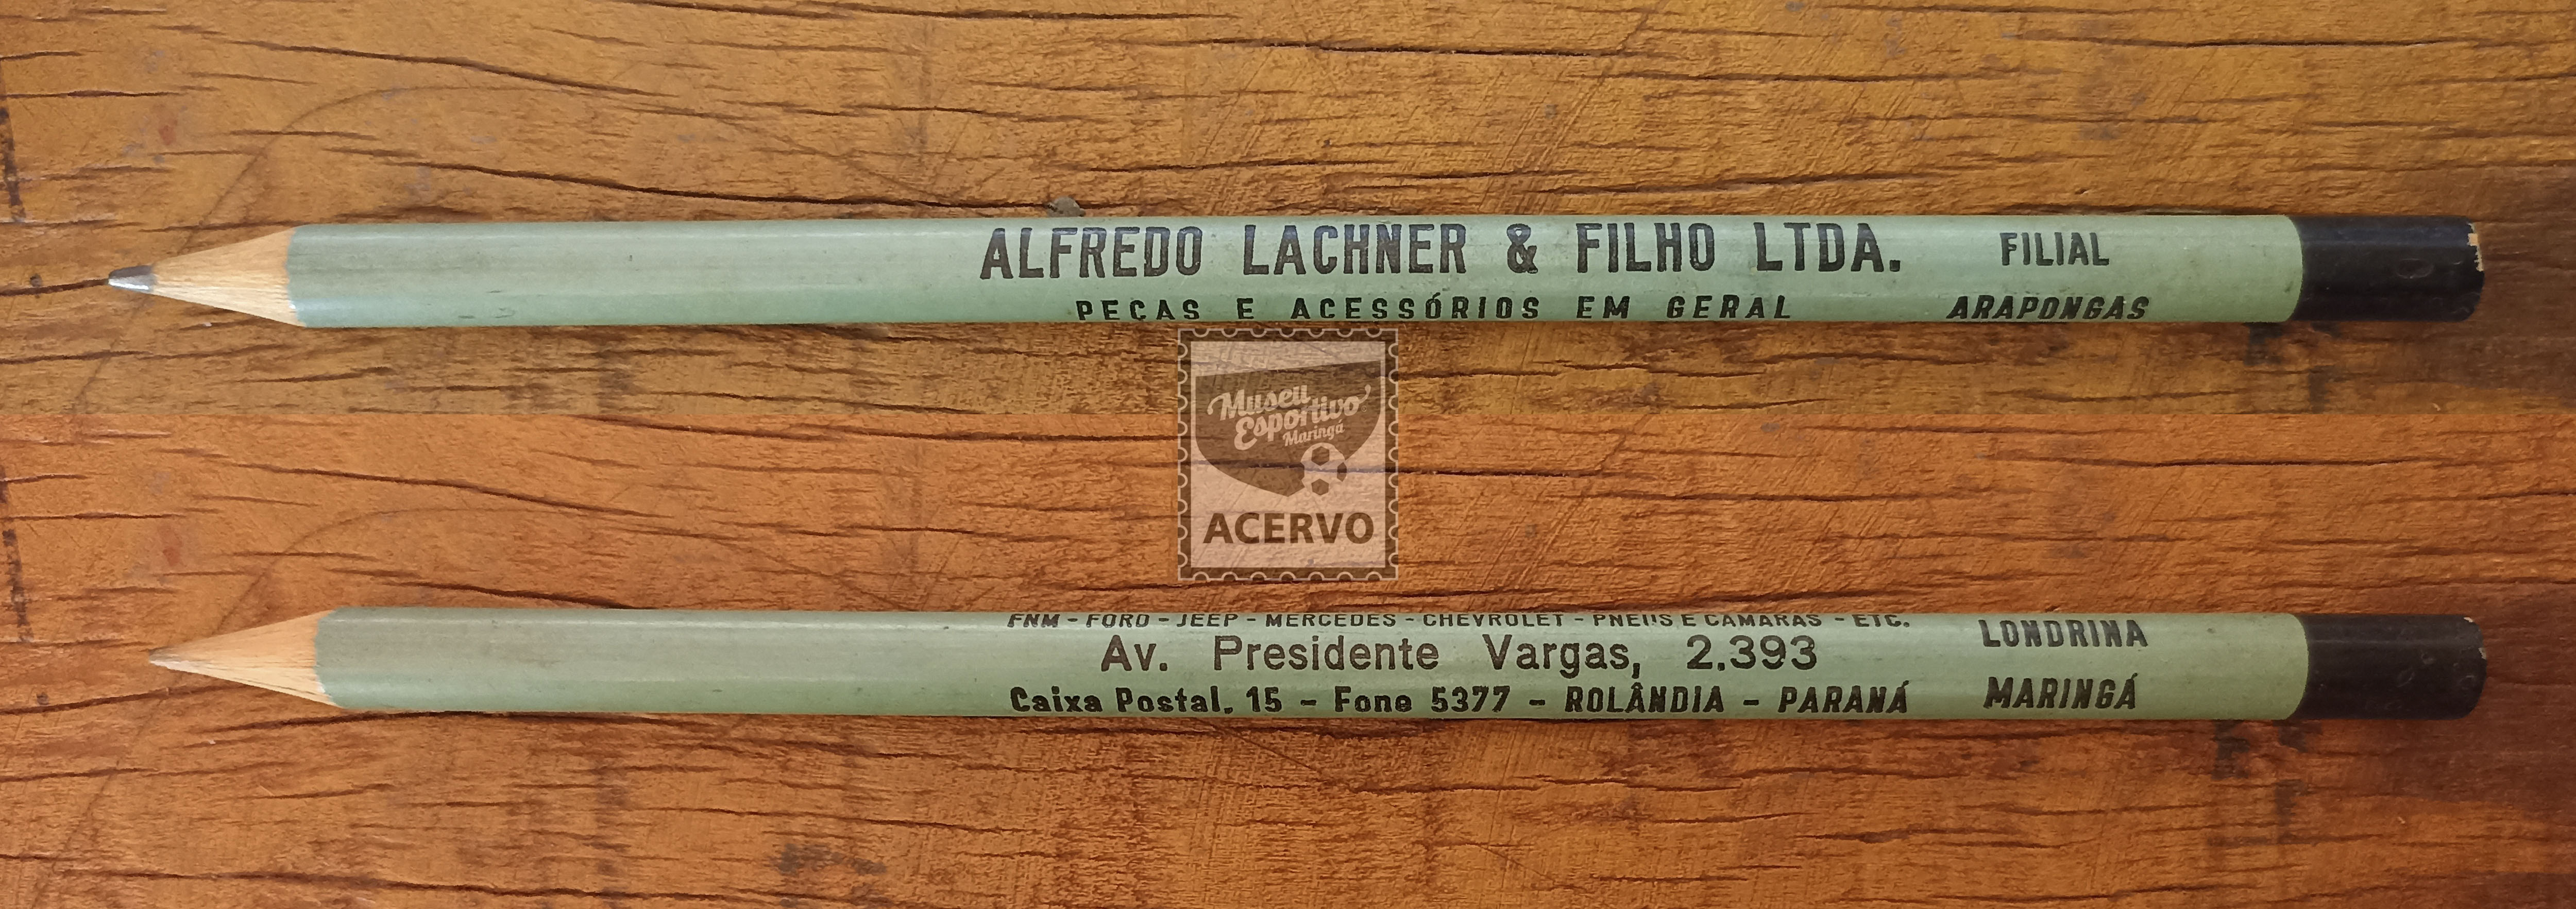 ALFREDO LACHNER & FILHO LTDA.
PEÇAS E ACESSÓRIOS EM GERAL
FILIAL
ARAPONGAS
Museu
Esportivo
Maringá
ACERVO
FNM - FORD - JEEP - MERCEDES - CHEVROLET - PNEUS E CAMARAS - ETC.
Av. Presidente Vargas, 2.393
Caixa Postal, 15 - Fone 5377 - ROLÂNDIA - PARANÁ
LONDRINA
MARINGÁ